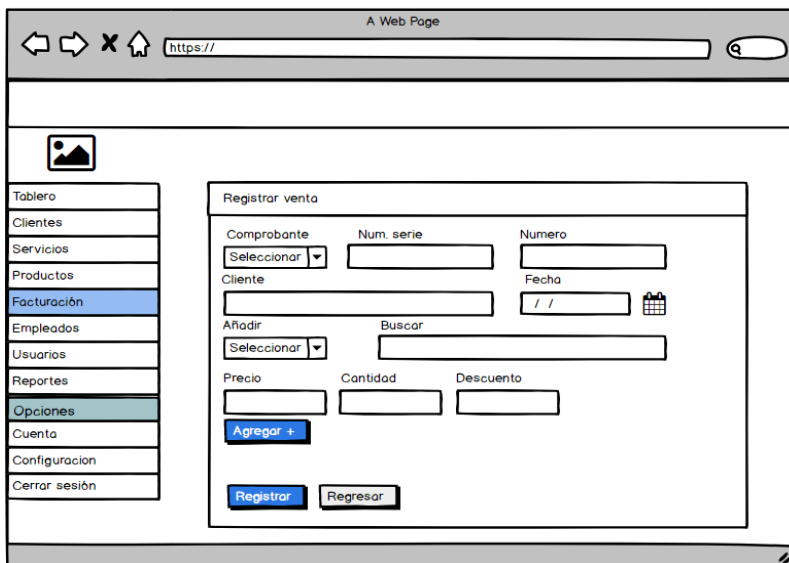 A Web Page
https://
Tablero
Clientes
Servicios
Productos
Facturación
Empleados
Usuarios
Reportes
Opciones
Cuenta
Configuracion
Cerrar sesión
Registrar venta
Comprobante Num. serie Numero
Seleccionar
Cliente Fecha
/ /
Añadir Buscar
Seleccionar
Precio Cantidad Descuento
Agregar +
Registrar Regresar